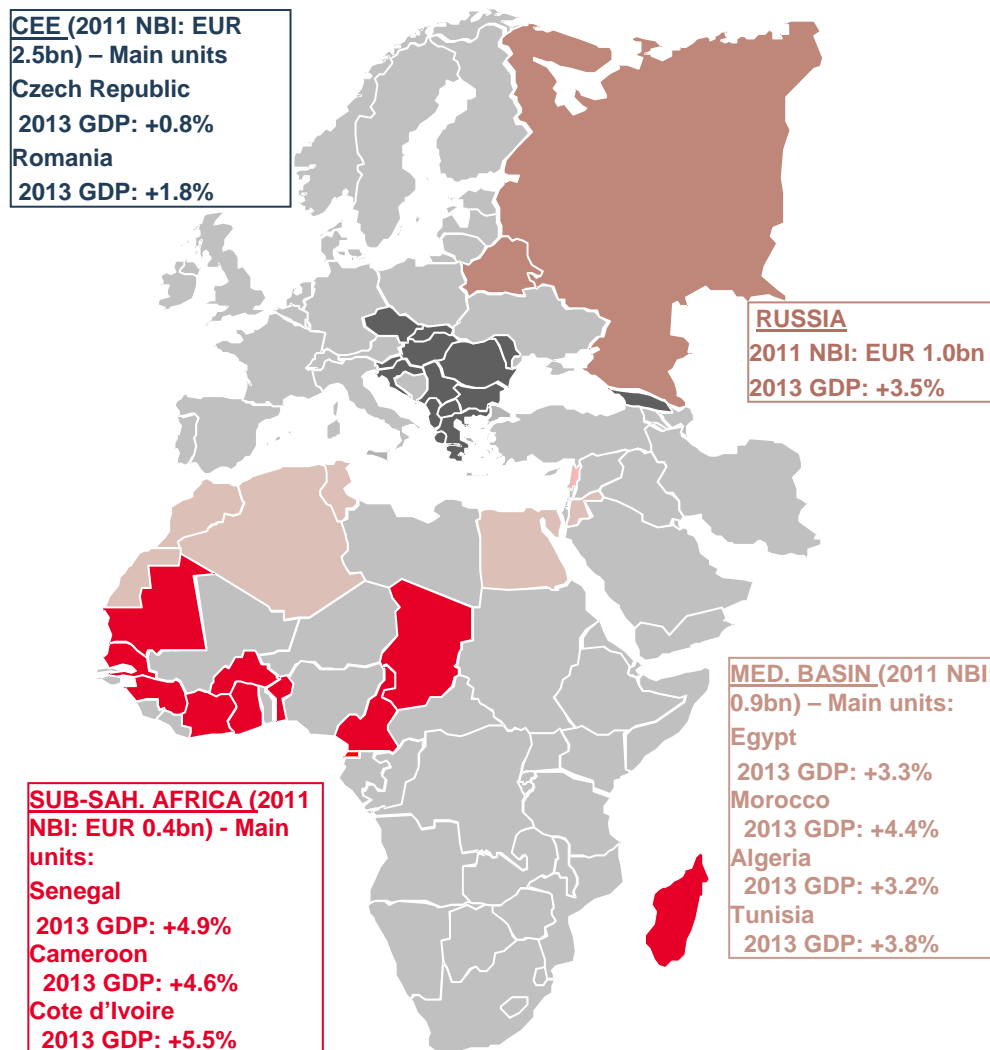 CEE (2011 NBI: EUR
2.5bn) – Main units
Czech Republic
2013 GDP: +0.8%
Romania
2013 GDP: +1.8%
RUSSIA
2011 NBI: EUR 1.0bn
2013 GDP: +3.5%
MED. BASIN (2011 NBI:
0.9bn) – Main units:
Egypt
2013 GDP: +3.3%
Morocco
2013 GDP: +4.4%
Algeria
2013 GDP: +3.2%
Tunisia
2013 GDP: +3.8%
SUB-SAH. AFRICA (2011
NBI: EUR 0.4bn) - Main
units:
Senegal
2013 GDP: +4.9%
Cameroon
2013 GDP: +4.6%
Cote d’Ivoire
2013 GDP: +5.5%